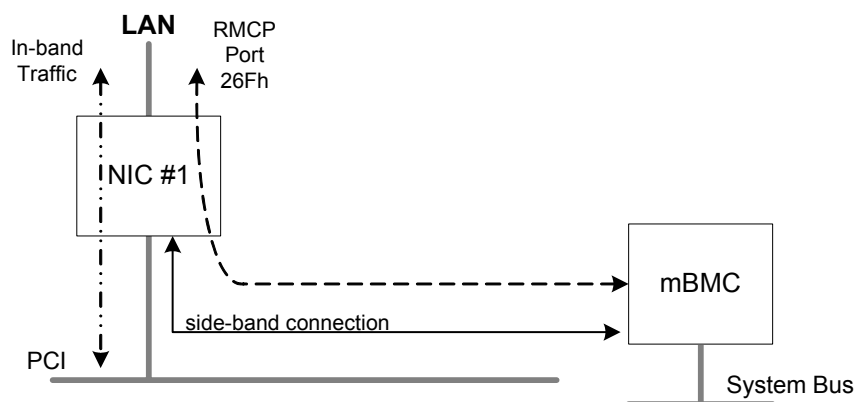 LAN
In-band
Traffic
RMCP
Port
26Fh
NIC #1
mBMC
side-band connection
PCI
System Bus